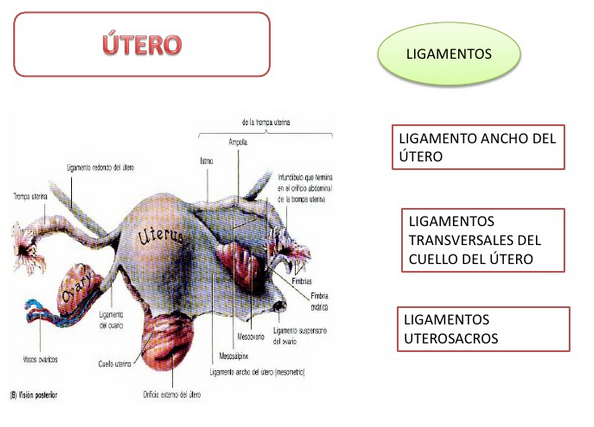 ÚTERO
LIGAMENTOS
LIGAMENTO ANCHO DEL
ÚTERO
LIGAMENTOS
TRANSVERSALES DEL
CUELLO DEL ÚTERO
LIGAMENTOS
UTEROSACROS
de la trompa uterina
Ampulla
Istmo
Ligamento redondo del útero
Infundíbulo que termina
en el orificio abdominal
de la trompa uterina
Trompa uterina
Uterus
Ovary
Fimbrias
Fimbria
ovárica
Ligamento
del ovario
Mesoovario
Ligamento suspensorio
del ovario
Mesosálpinx
Vasos ováricos
Cuello uterino
Ligamento ancho del útero (mesometrio)
(B) Visión posterior
Orificio externo del útero